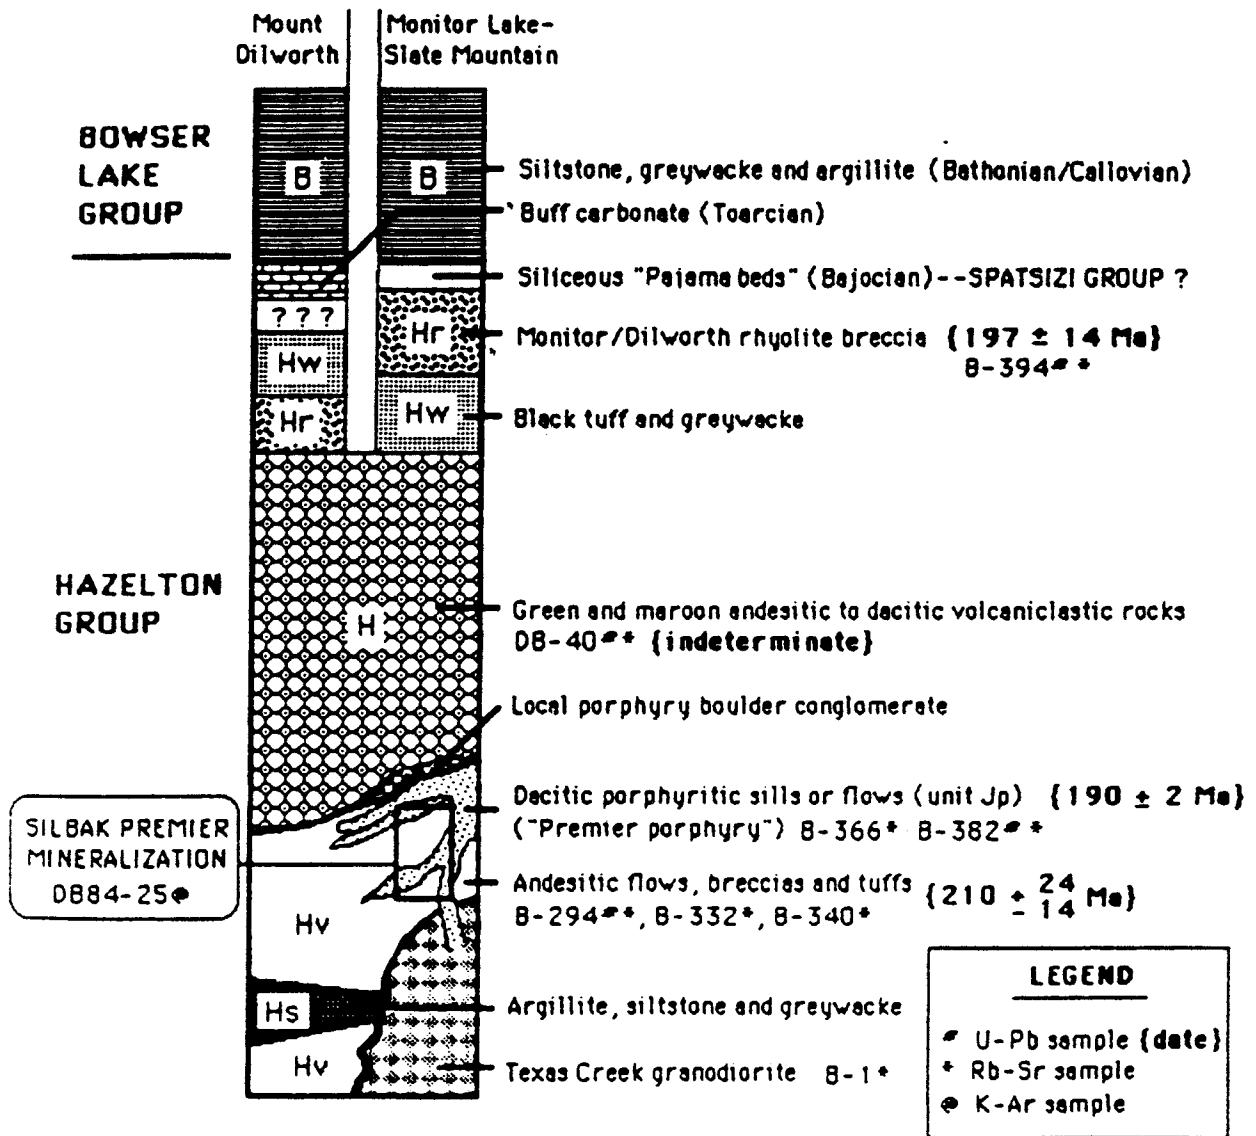 Mount
Dilworth
Monitor Lake-
Slate Mountain
BOWSER
LAKE
GROUP
B
B
Siltstone, greywacke and argillite (Bathonian/Callovian)
Buff carbonate (Toarcian)
Siliceous "Pajama beds" (Bajocian)--SPATSIZI GROUP ?
? ? ?
Hr
Monitor/Dilworth rhyolite breccia {197 ± 14 Ma}
B-394 *
Hw
Hr
Hw
Black tuff and greywacke
HAZELTON
GROUP
H
Green and maroon andesitic to dacitic volcaniclastic rocks
DB-40 * {indeterminate}
Local porphyry boulder conglomerate
SILBAK PREMIER
MINERALIZATION
DB84-25
Dacitic porphyritic sills or flows (unit Jp) {190 ± 2 Ma}
("Premier porphyry") B-366* B-382 *
Andesitic flows, breccias and tuffs {210 + 24 - 14 Ma}
B-294 *, B-332*, B-340*
Hv
Hs
Argillite, siltstone and greywacke
Hv
Texas Creek granodiorite B-1*
LEGEND
U-Pb sample {date}
* Rb-Sr sample
K-Ar sample